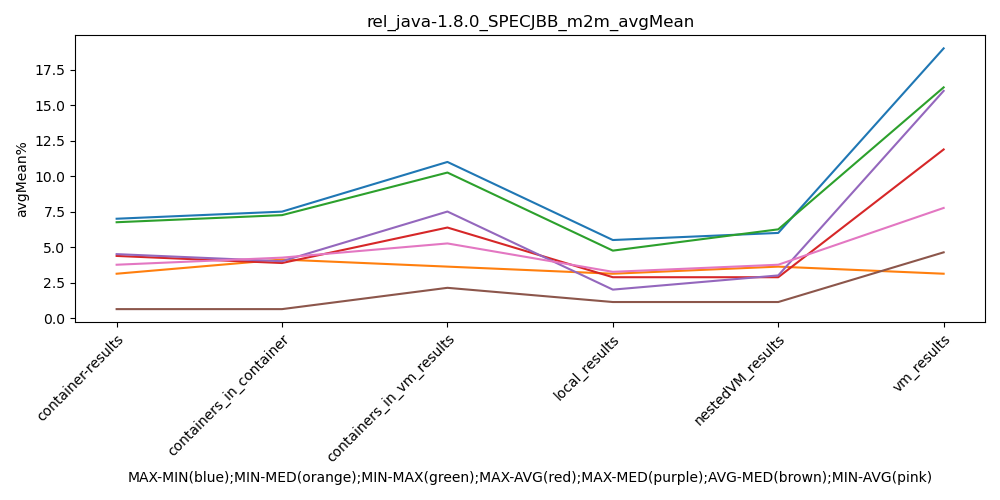 rel_java-1.8.0_SPECJBB_m2m_avgMean
avgMean%
17.5
15.0
12.5
10.0
7.5
5.0
2.5
0.0
container-results
containers_in_container
containers_in_vm_results
local_results
nestedVM_results
vm_results
MAX-MIN(blue);MIN-MED(orange);MIN-MAX(green);MAX-AVG(red);MAX-MED(purple);AVG-MED(brown);MIN-AVG(pink)